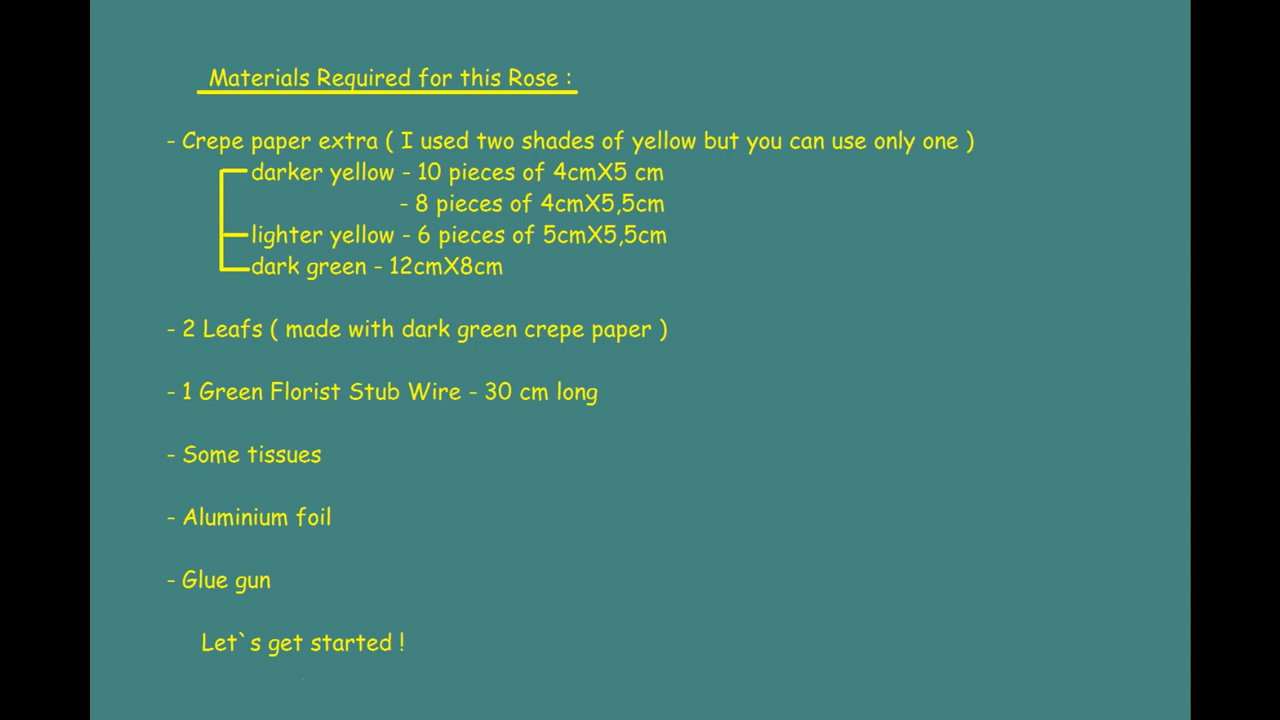 Materials Required for this Rose :
- Crepe paper extra ( I used two shades of yellow but you can use only one )
darker yellow - 10 pieces of 4cmX5 cm
- 8 pieces of 4cmX5,5cm
lighter yellow - 6 pieces of 5cmX5,5cm
dark green - 12cmX8cm
- 2 Leafs ( made with dark green crepe paper )
- 1 Green Florist Stub Wire - 30 cm long
- Some tissues
- Aluminium foil
- Glue gun
Let`s get started !